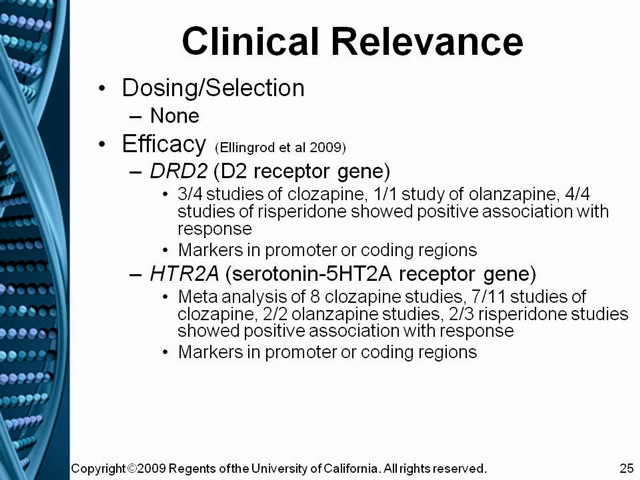 Clinical Relevance
• Dosing/Selection
– None
• Efficacy (Ellingrod et al 2009)
– DRD2 (D2 receptor gene)
• 3/4 studies of clozapine, 1/1 study of olanzapine, 4/4
studies of risperidone showed positive association with
response
• Markers in promoter or coding regions
– HTR2A (serotonin-5HT2A receptor gene)
• Meta analysis of 8 clozapine studies, 7/11 studies of
clozapine, 2/2 olanzapine studies, 2/3 risperidone studies
showed positive association with response
• Markers in promoter or coding regions
Copyright ©2009 Regents of the University of California. All rights reserved. 25